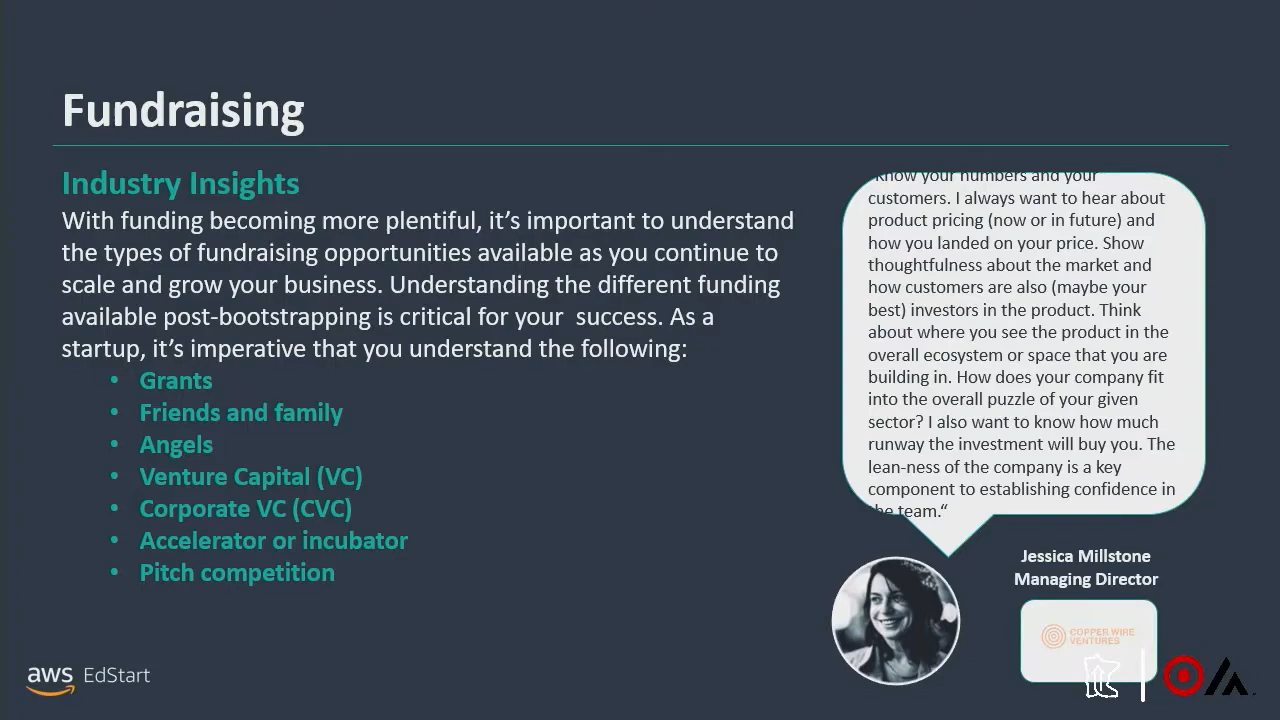 Fundraising
Industry Insights
With funding becoming more plentiful, it’s important to understand
the types of fundraising opportunities available as you continue to
scale and grow your business. Understanding the different funding
available post-bootstrapping is critical for your  success. As a
startup, it’s imperative that you understand the following:
• Grants
• Friends and family
• Angels
• Venture Capital (VC)
• Corporate VC (CVC)
• Accelerator or incubator
• Pitch competition
“Know your numbers and your
customers. I always want to hear about
product pricing (now or in future) and
how you landed on your price. Show
thoughtfulness about the market and
how customers are also (maybe your
best) investors in the product. Think
about where you see the product in the
overall ecosystem or space that you are
building in. How does your company fit
into the overall puzzle of your given
sector? I also want to know how much
runway the investment will buy you. The
lean-ness of the company is a key
component to establishing confidence in
the team.“
Jessica Millstone
Managing Director
COPPER WIRE
VENTURES
aws EdStart